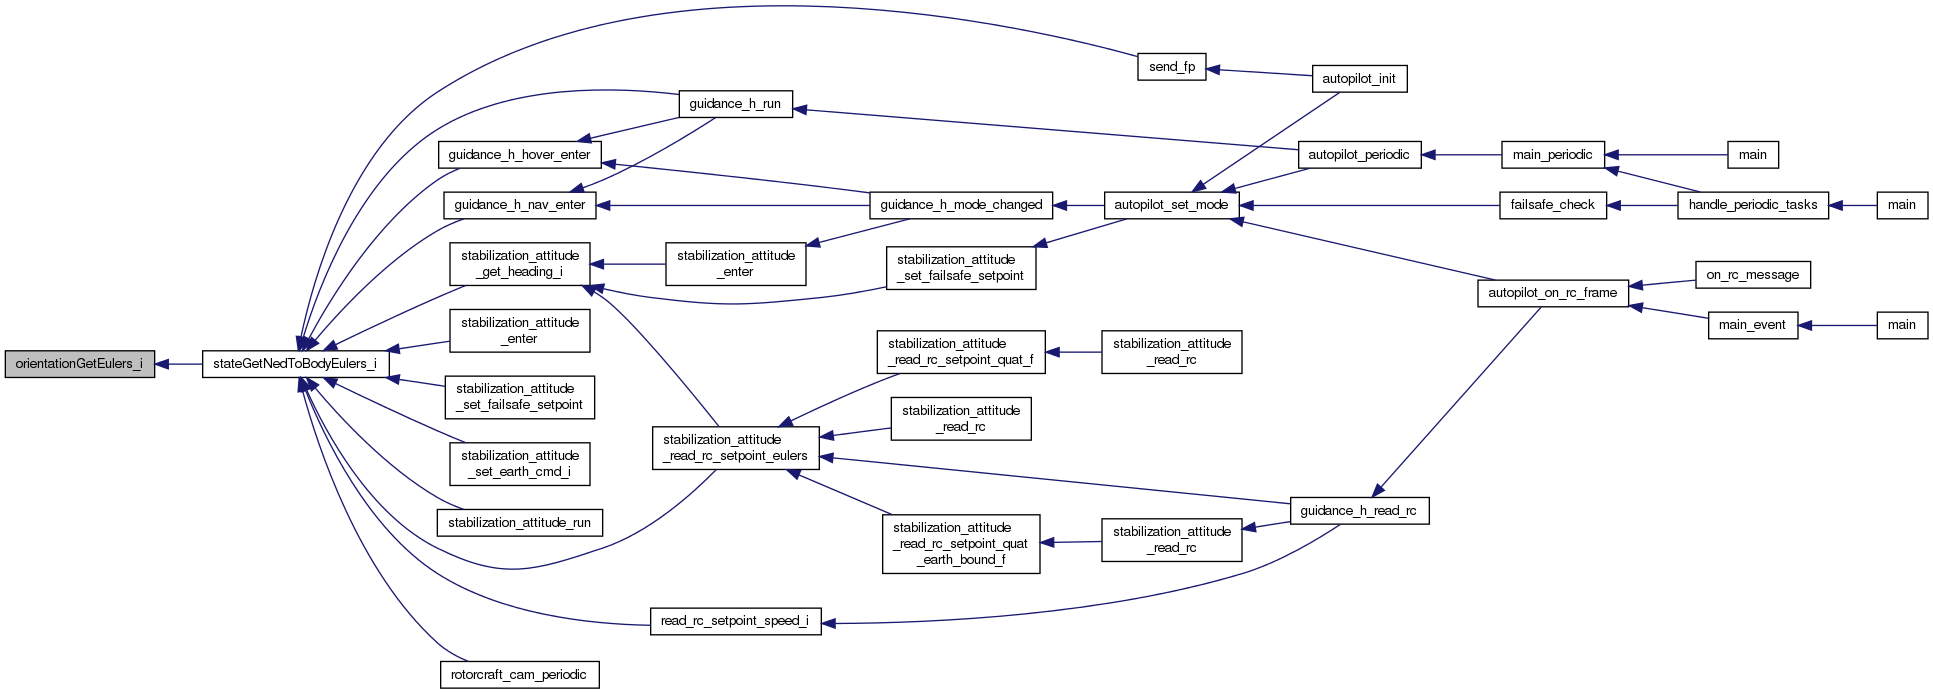 send_fp
autopilot_init
guidance_h_run
guidance_h_hover_enter
autopilot_periodic
main_periodic
main
guidance_h_nav_enter
guidance_h_mode_changed
autopilot_set_mode
failsafe_check
handle_periodic_tasks
main
stabilization_attitude
_get_heading_i
stabilization_attitude
_enter
stabilization_attitude
_set_failsafe_setpoint
on_rc_message
autopilot_on_rc_frame
main_event
main
stabilization_attitude
_enter
orientationGetEulers_i
stateGetNedToBodyEulers_i
stabilization_attitude
_read_rc_setpoint_quat_f
stabilization_attitude
_read_rc
stabilization_attitude
_set_failsafe_setpoint
stabilization_attitude
_read_rc
stabilization_attitude
_set_earth_cmd_i
stabilization_attitude
_read_rc_setpoint_eulers
guidance_h_read_rc
stabilization_attitude_run
stabilization_attitude
_read_rc_setpoint_quat
_earth_bound_f
stabilization_attitude
_read_rc
read_rc_setpoint_speed_i
rotorcraft_cam_periodic